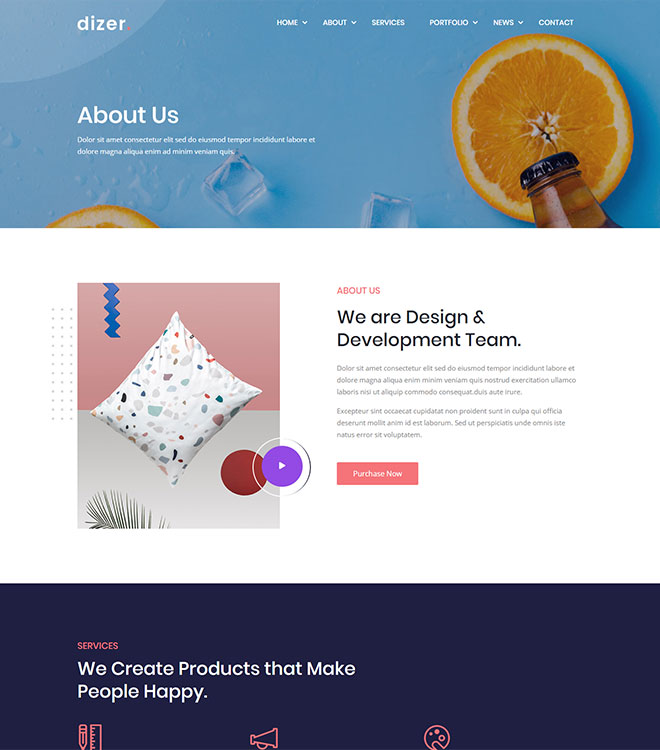 dizer.
HOME ABOUT SERVICES PORTFOLIO NEWS CONTACT
About Us
Dolor sit amet consectetur elit sed do eiusmod tempor incididunt labore et
dolore magna aliqua enim ad minim veniam quis.
ABOUT US
We are Design &
Development Team.
Dolor sit amet consectetur elit sed do eiusmod tempor incididunt labore et
dolore magna aliqua enim minim veniam quis nostrud exercitation ullamco
laboris nisi ut aliquip commodo consequat.duis aute irure.
Excepteur sint occaecat cupidatat non proident sunt in culpa qui officia
deserunt mollit anim id est laborum. Sed ut perspiciatis unde omnis iste
natus error sit voluptatem.
Purchase Now
SERVICES
We Create Products that Make
People Happy.